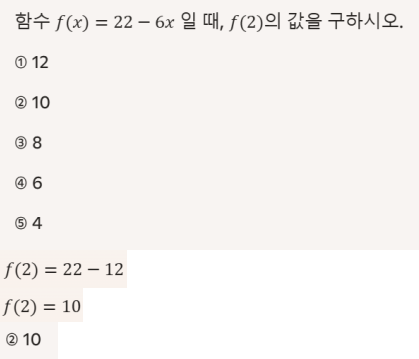 함수 f(x) = 22 − 6x 일 때, f(2)의 값을 구하시오.
① 12
② 10
③ 8
④ 6
⑤ 4
f(2) = 22 − 12
f(2) = 10
② 10